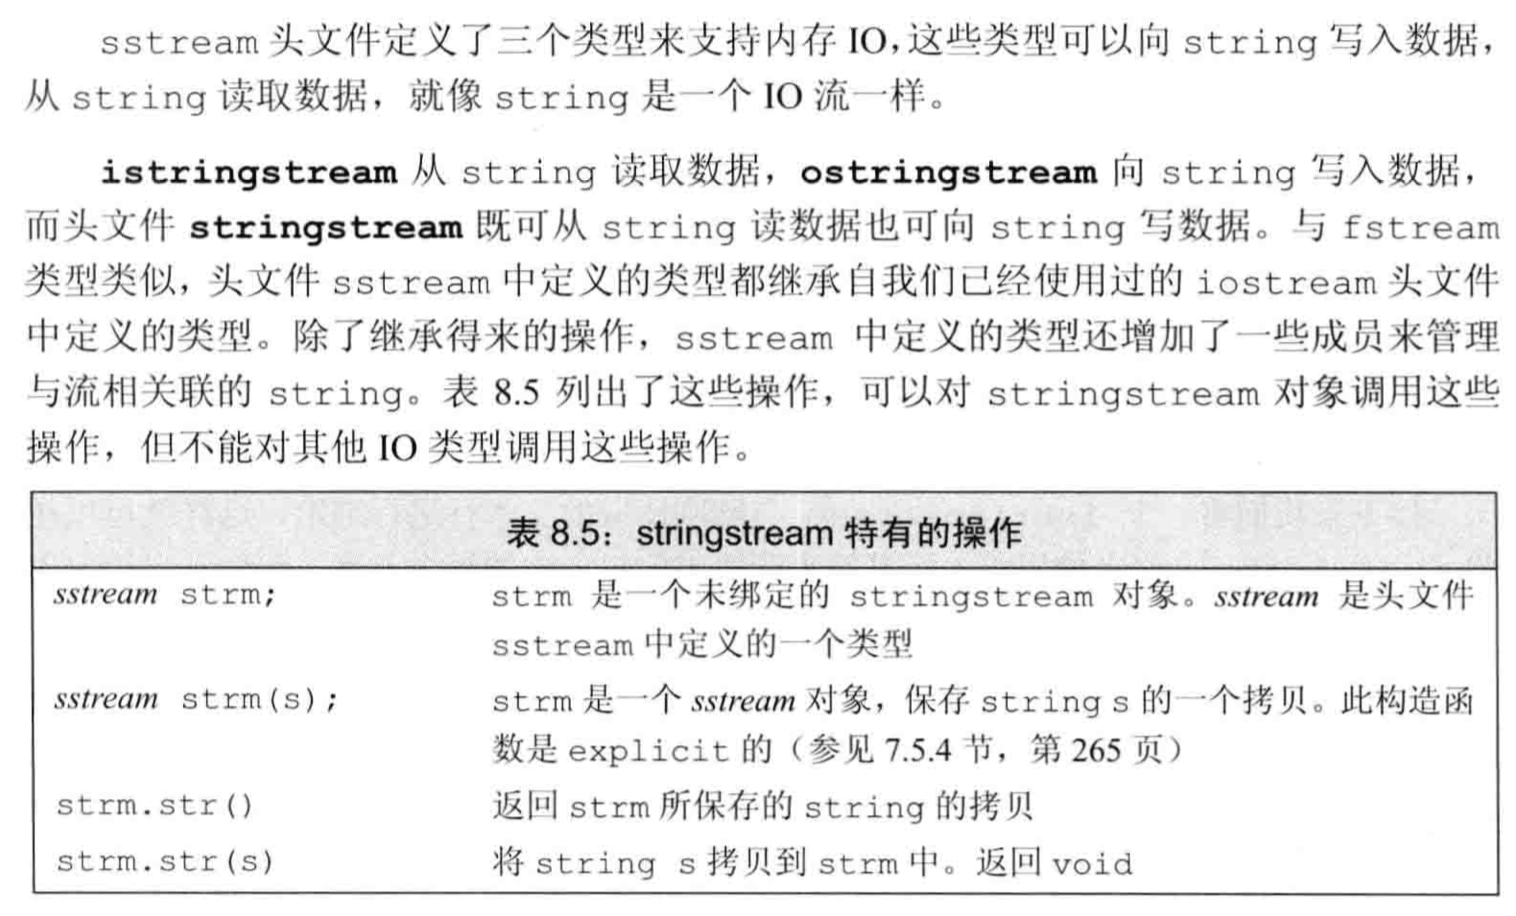 sstream 头文件定义了三个类型来支持内存 IO,这些类型可以向 string 写入数据,
从 string 读取数据，就像 string 是一个 IO 流一样。
istringstream 从 string 读取数据，ostringstream 向 string 写入数据，
而头文件 stringstream 既可从 string 读数据也可向 string 写数据。与 fstream
类型类似，头文件 sstream 中定义的类型都继承自我们已经使用过的 iostream 头文件
中定义的类型。除了继承得来的操作，sstream 中定义的类型还增加了一些成员来管理
与流相关联的 string。表 8.5 列出了这些操作，可以对 stringstream 对象调用这些
操作，但不能对其他 IO 类型调用这些操作。
表 8.5：stringstream 特有的操作
sstream strm; strm 是一个未绑定的 stringstream 对象。sstream 是头文件
sstream 中定义的一个类型
sstream strm(s); strm 是一个 sstream 对象，保存 string s 的一个拷贝。此构造函
数是 explicit 的（参见 7.5.4 节，第 265 页）
strm.str() 返回 strm 所保存的 string 的拷贝
strm.str(s) 将 string s 拷贝到 strm 中。返回 void